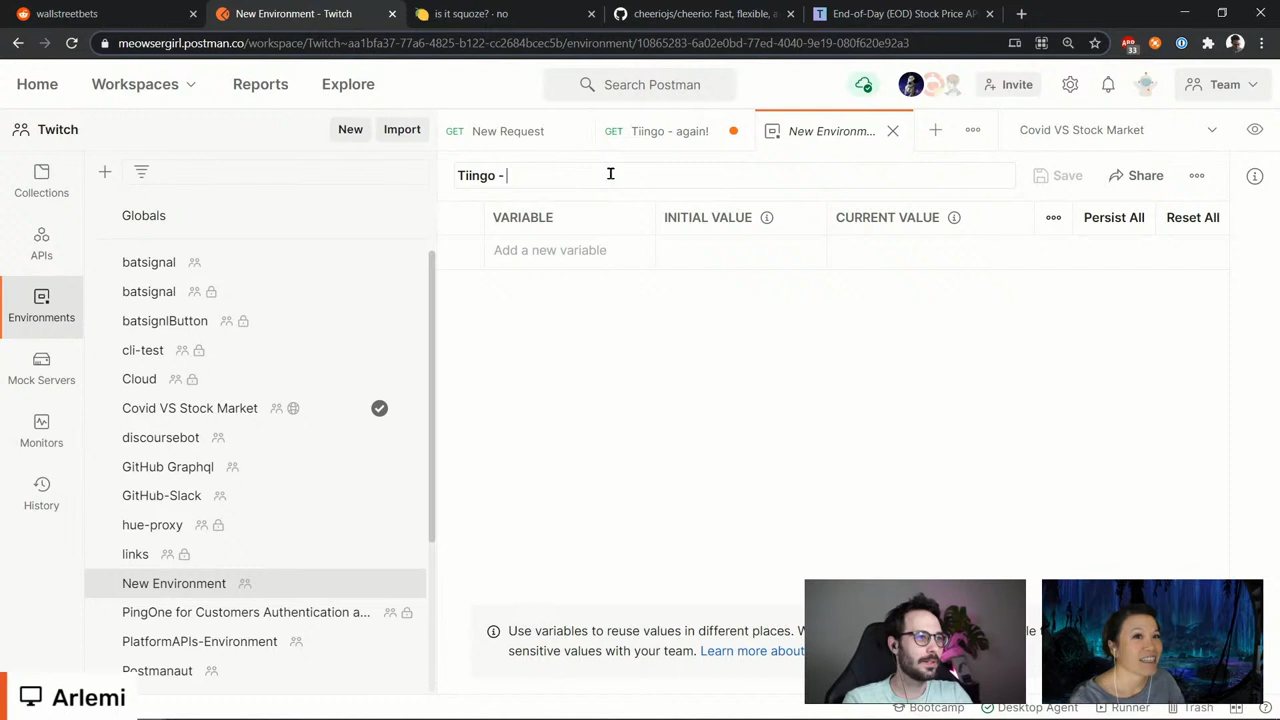 wallstreetbets
New Environment
is it squoze? - no
cheeriojs/cheerio: Fast, flexible, a
End-of-Day (EOD) Stock Price AP
meowsergirl.postman.co/workspace/Twitch~aa1bfa37-77a6-4825-b122-cc2684bcec5b/environment/10865283-6a02e0bd-77ed-4040-9e19-080f620e92a3
33
Home
Workspaces
Reports
Explore
Search Postman
Invite
Team
Twitch
New
Import
GET New Request
GET Tiingo - again!
New Environm...
Covid VS Stock Market
Tiingo -
Save
Share
Collections
APIs
Environments
Mock Servers
Monitors
History
Globals
batsignal
batsignal
batsignlButton
cli-test
Cloud
Covid VS Stock Market
discoursebot
GitHub Graphql
GitHub-Slack
hue-proxy
links
New Environment
PingOne for Customers Authentication a...
PlatformAPIs-Environment
Postmanaut
VARIABLE
INITIAL VALUE
CURRENT VALUE
Persist All
Reset All
Add a new variable
Use variables to reuse values in different places. W
sensitive values with your team. Learn more about
Arlemi
Bootcamp
Desktop Agent
Runner
Trash